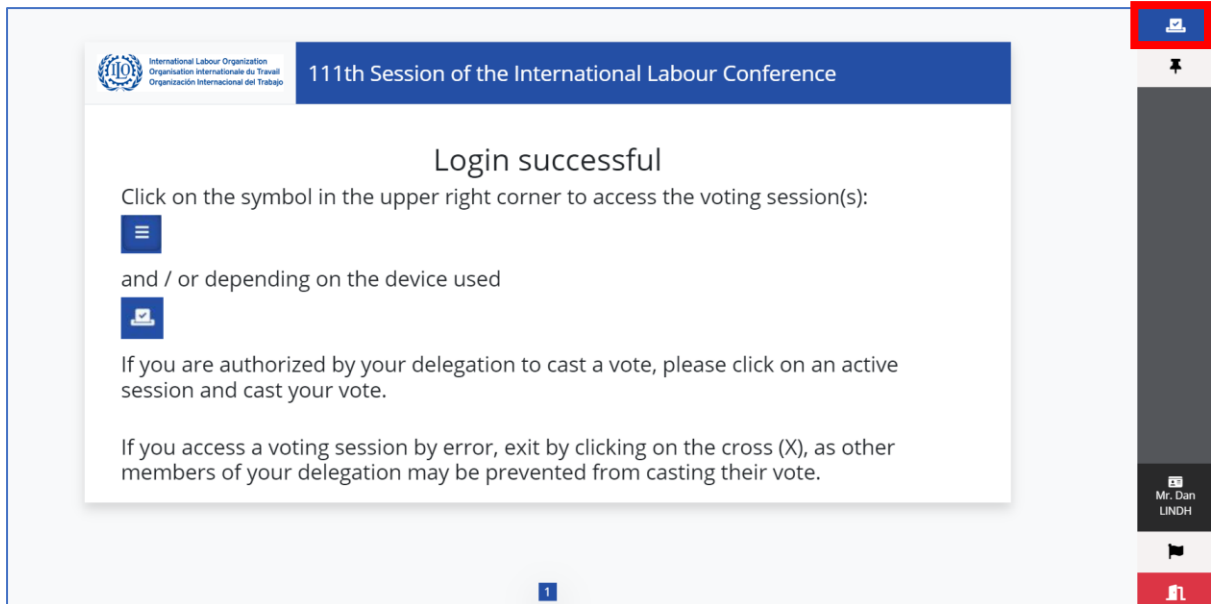 International Labour Organization
Organisation internationale du Travail
Organización Internacional del Trabajo
111th Session of the International Labour Conference
Login successful
Click on the symbol in the upper right corner to access the voting session(s):
and / or depending on the device used
If you are authorized by your delegation to cast a vote, please click on an active
session and cast your vote.
If you access a voting session by error, exit by clicking on the cross (X), as other
members of your delegation may be prevented from casting their vote.
1
Mr. Dan
LINDH